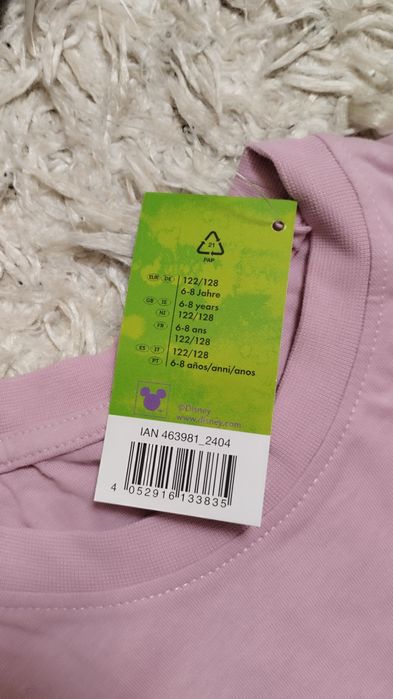 21
PAP
EUR DE 122/128
6-8 Jahre
GB IE 6-8 years
NI 122/128
FR 6-8 ans
122/128
ES IT 122/128
PT 6-8 años/anni/anos
©Disney
www.disney.com
IAN 463981_2404
4 052916 133835